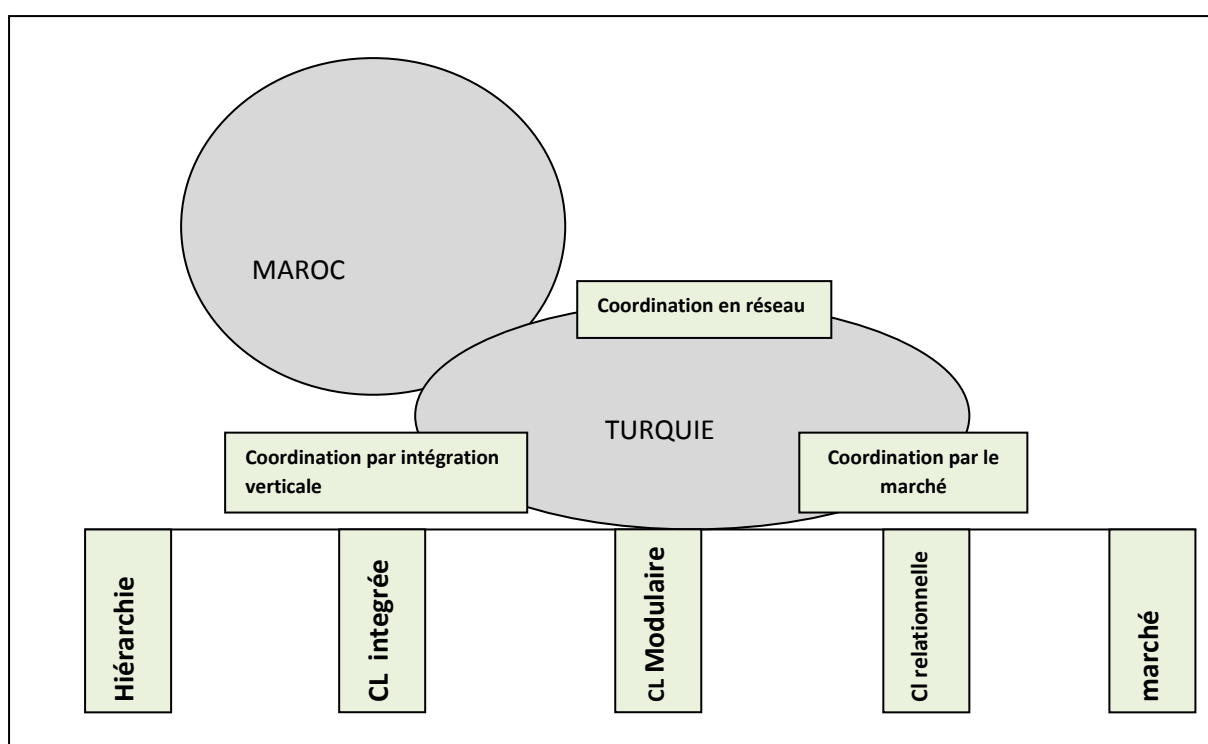 MAROC
Coordination en réseau
TURQUIE
Coordination par intégration
verticale
Coordination par le
marché
Hiérarchie
CL integrée
CL Modulaire
Cl relationnelle
marché